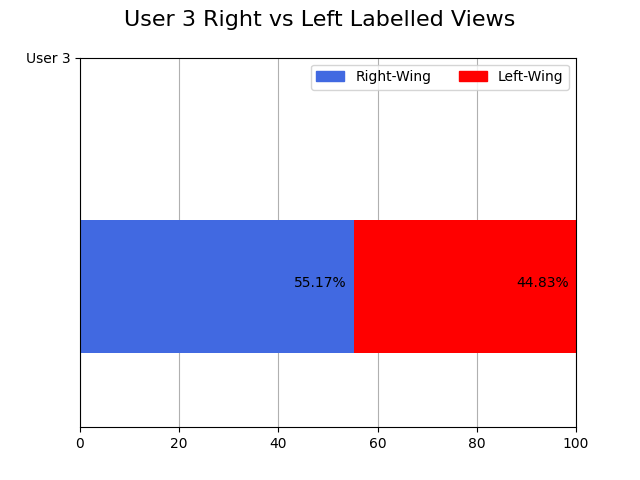 User 3 Right vs Left Labelled Views
User 3
Right-Wing Left-Wing
55.17% 44.83%
0 20 40 60 80 100